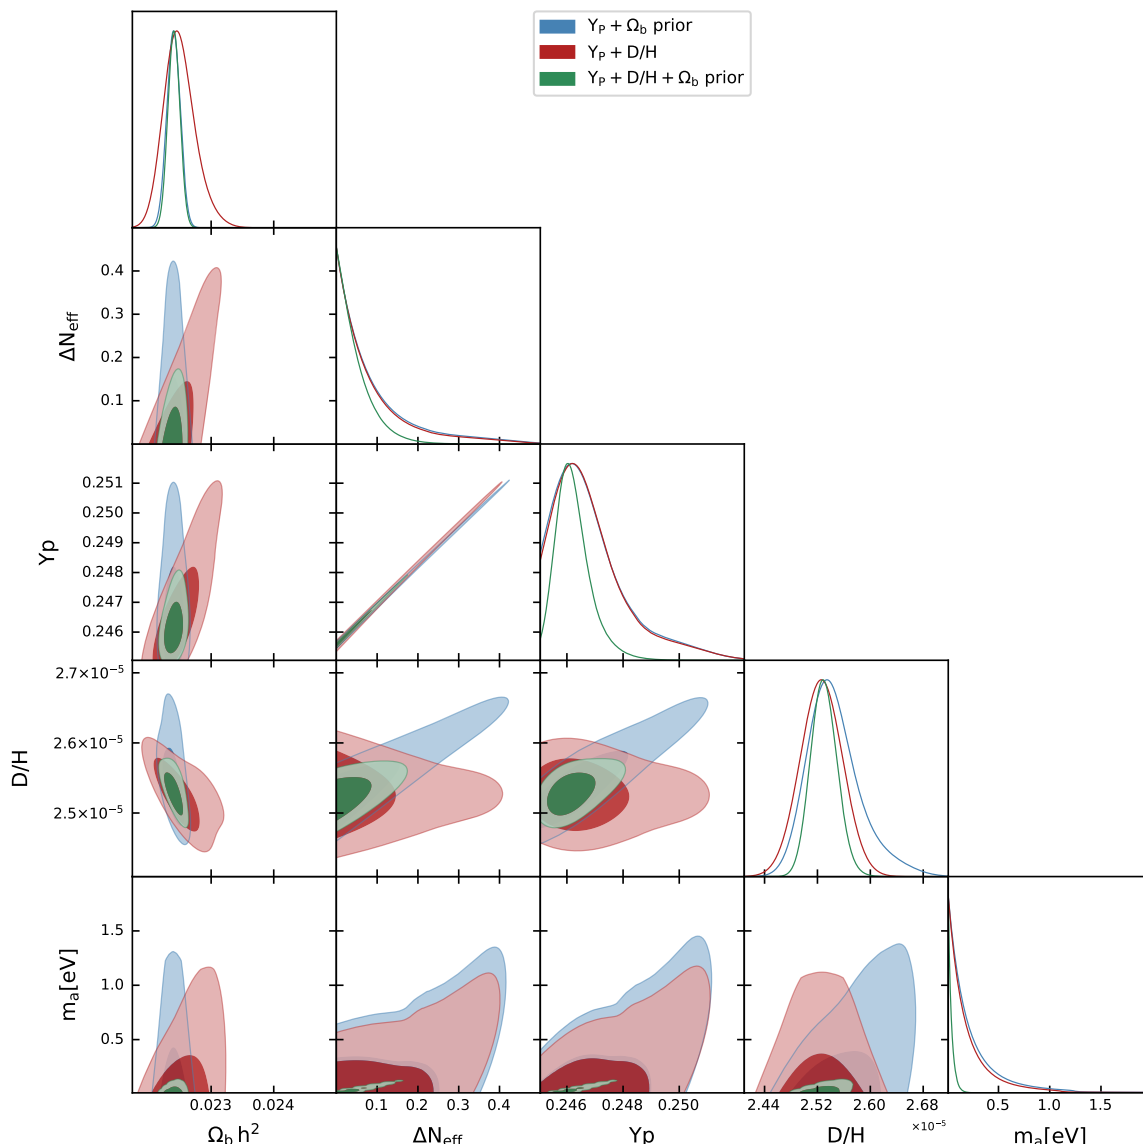 Y_P + Ω_b prior
Y_P + D/H
Y_P + D/H + Ω_b prior
ΔN_eff
0.4
0.3
0.2
0.1
Yp
0.251
0.250
0.249
0.248
0.247
0.246
D/H
2.7×10⁻⁵
2.6×10⁻⁵
2.5×10⁻⁵
m_a[eV]
1.5
1.0
0.5
0.023 0.024
0.1 0.2 0.3 0.4
0.246 0.248 0.250
2.44 2.52 2.60 2.68
×10⁻⁵
0.5 1.0 1.5
Ω_b h²
ΔN_eff
Yp
D/H
m_a[eV]